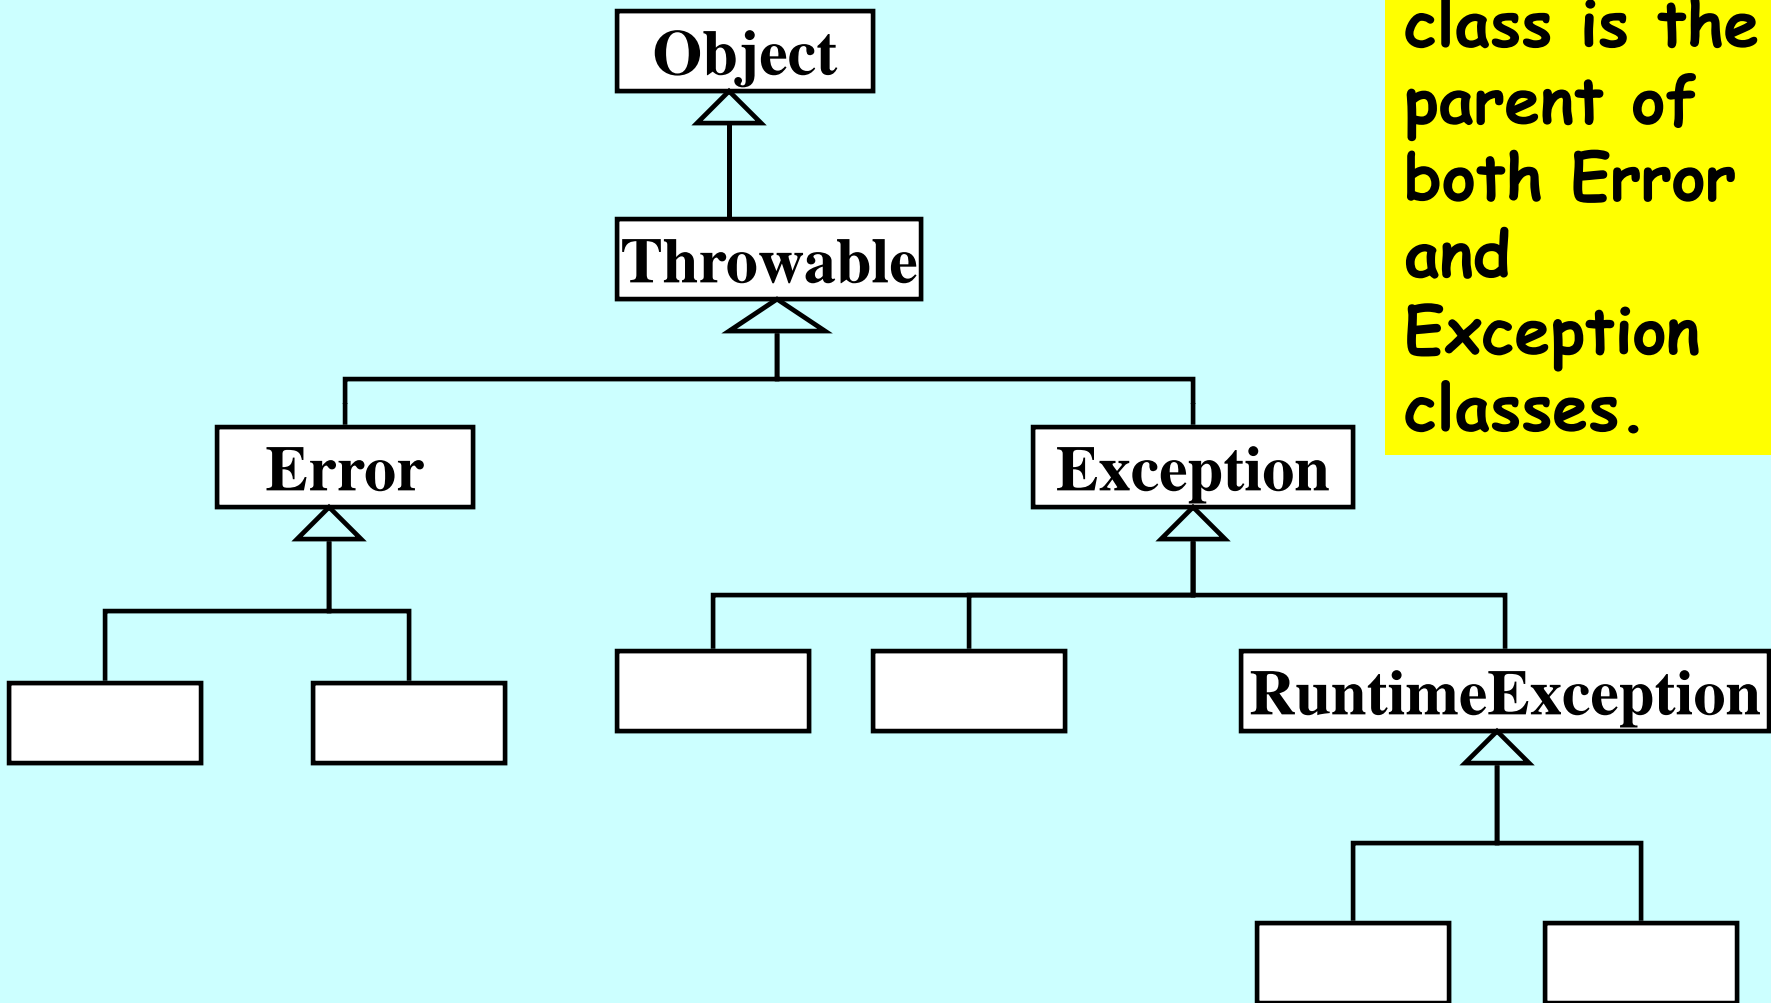 Object
class is the
parent of
both Error
and
Exception
classes.
Throwable
Error
Exception
RuntimeException